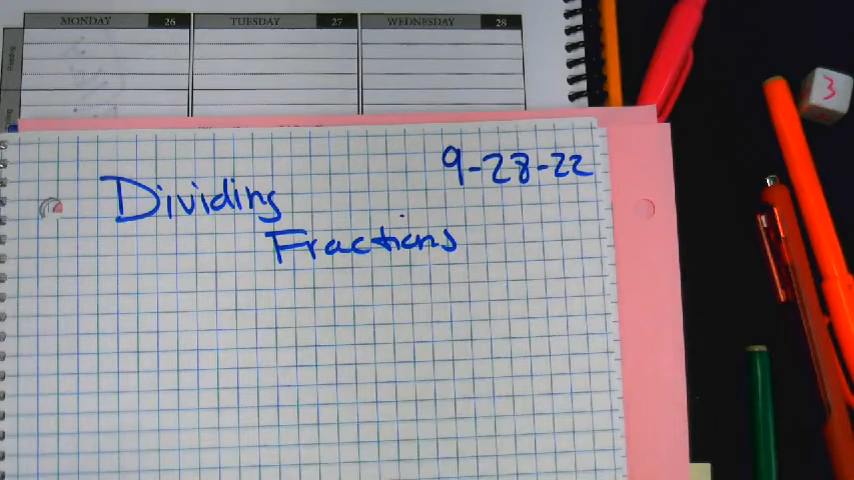 MONDAY 26 TUESDAY 27 WEDNESDAY 28
9-28-22
Dividing
Fractions
3